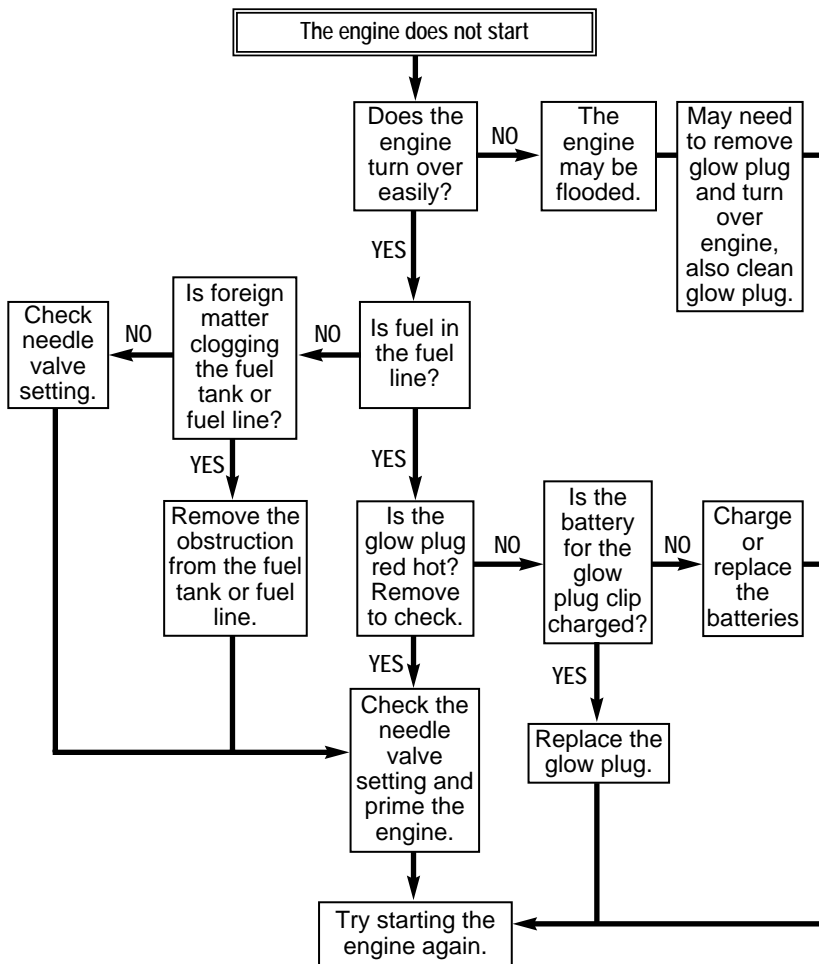 The engine does not start
Does the
engine
turn over
easily?
NO
The
engine
may be
flooded.
May need
to remove
glow plug
and turn
over
engine,
also clean
glow plug.
YES
Check
needle
valve
setting.
NO
Is foreign
matter
clogging
the fuel
tank or
fuel line?
NO
Is fuel in
the fuel
line?
YES
YES
Remove the
obstruction
from the fuel
tank or fuel
line.
Is the
glow plug
red hot?
Remove
to check.
NO
Is the
battery
for the
glow
plug clip
charged?
NO
Charge
or
replace
the
batteries
YES
YES
Check the
needle
valve
setting and
prime the
engine.
Replace the
glow plug.
Try starting the
engine again.